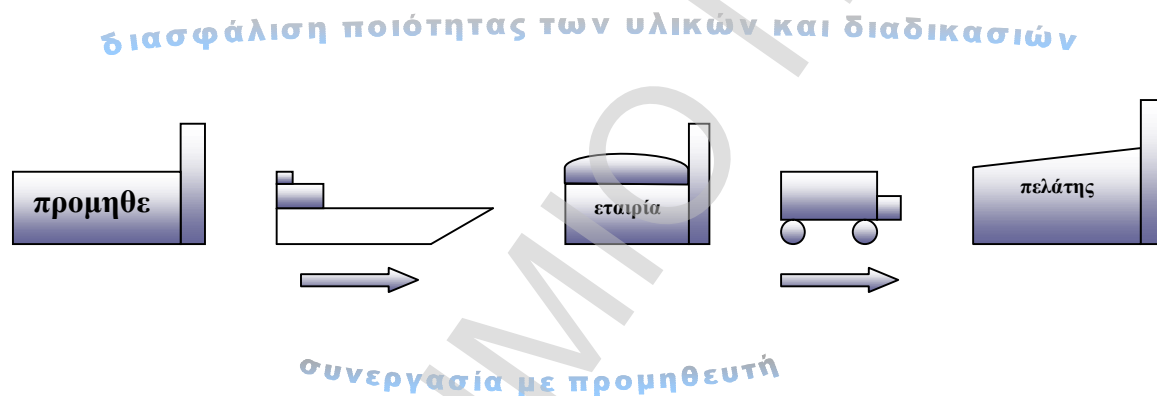 διασφάλιση ποιότητας των υλικών και διαδικασιών
προμηθε
εταιρία
πελάτης
συνεργασία με προμηθευτή